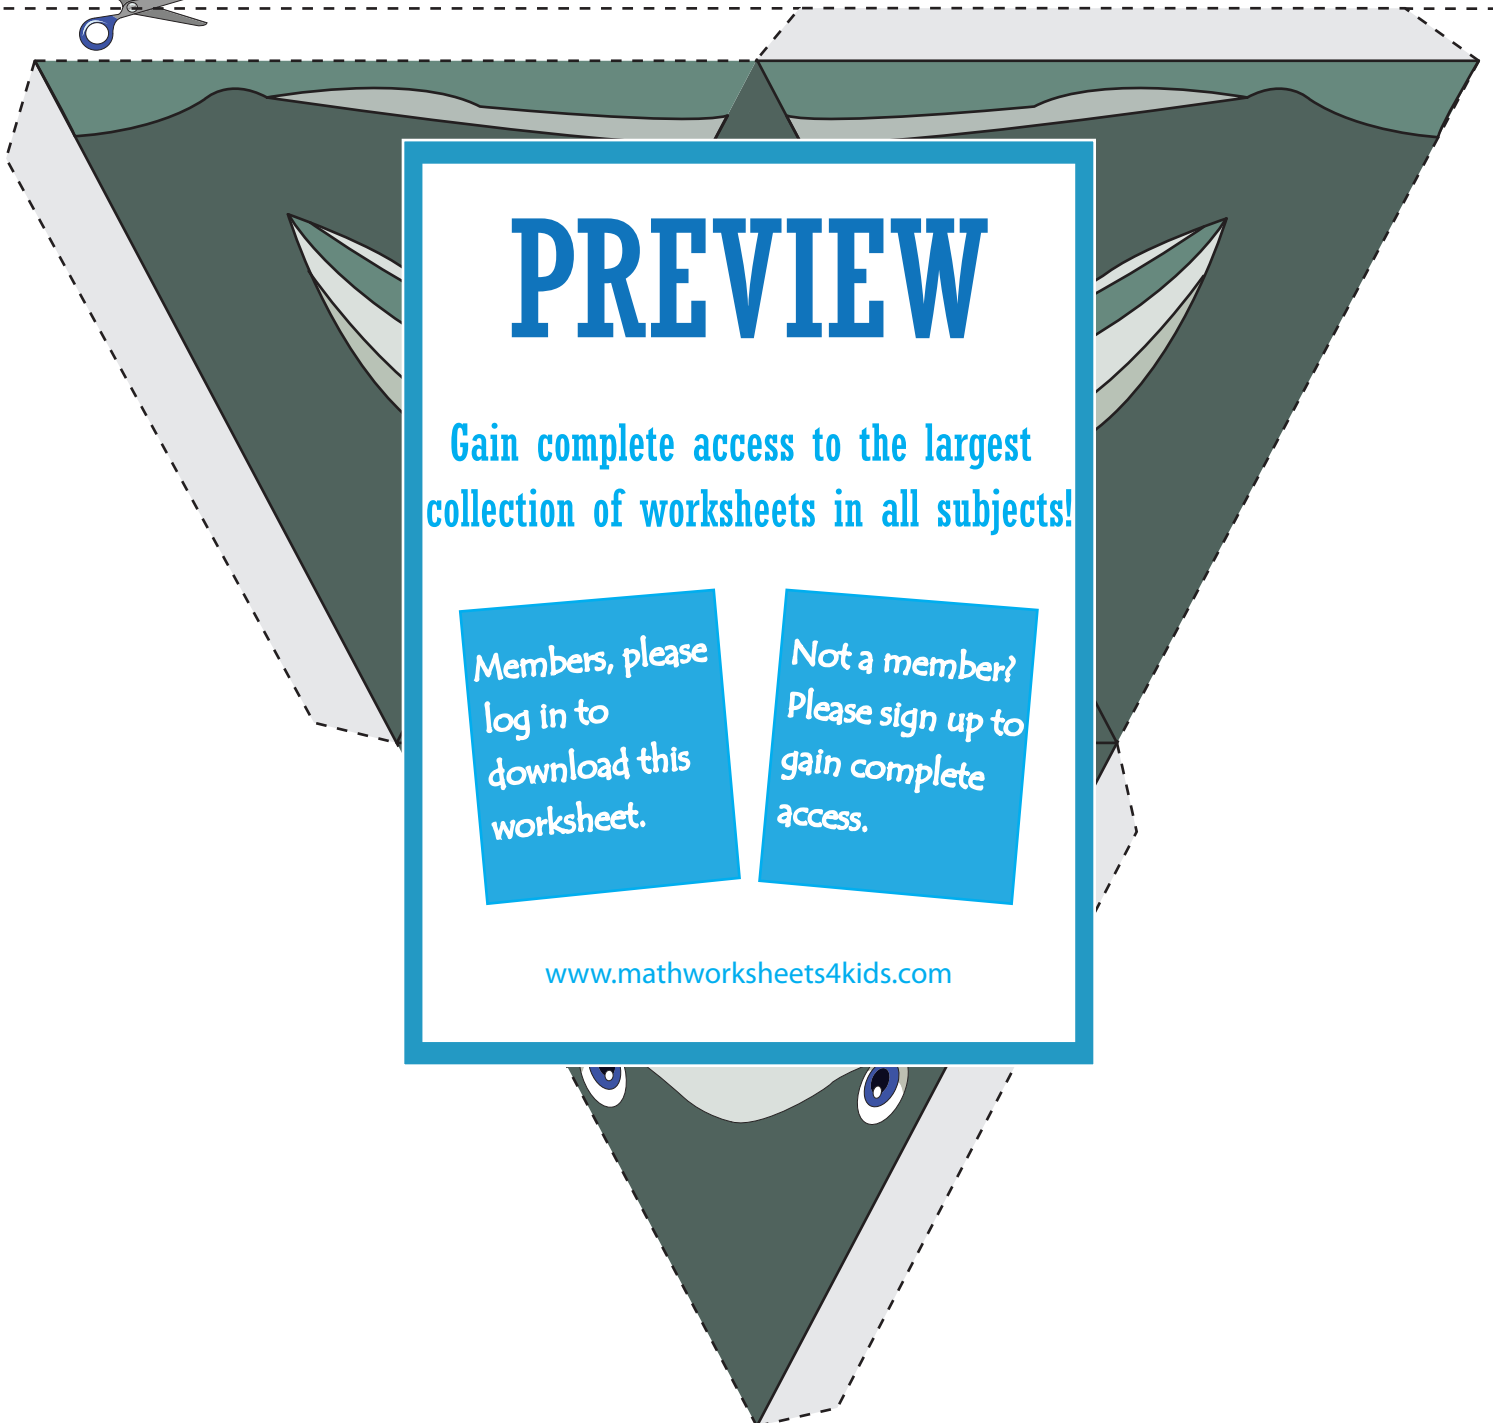 PREVIEW
Gain complete access to the largest
collection of worksheets in all subjects!
Members, please
log in to
download this
worksheet.
Not a member?
Please sign up to
gain complete
access.
www.mathworksheets4kids.com